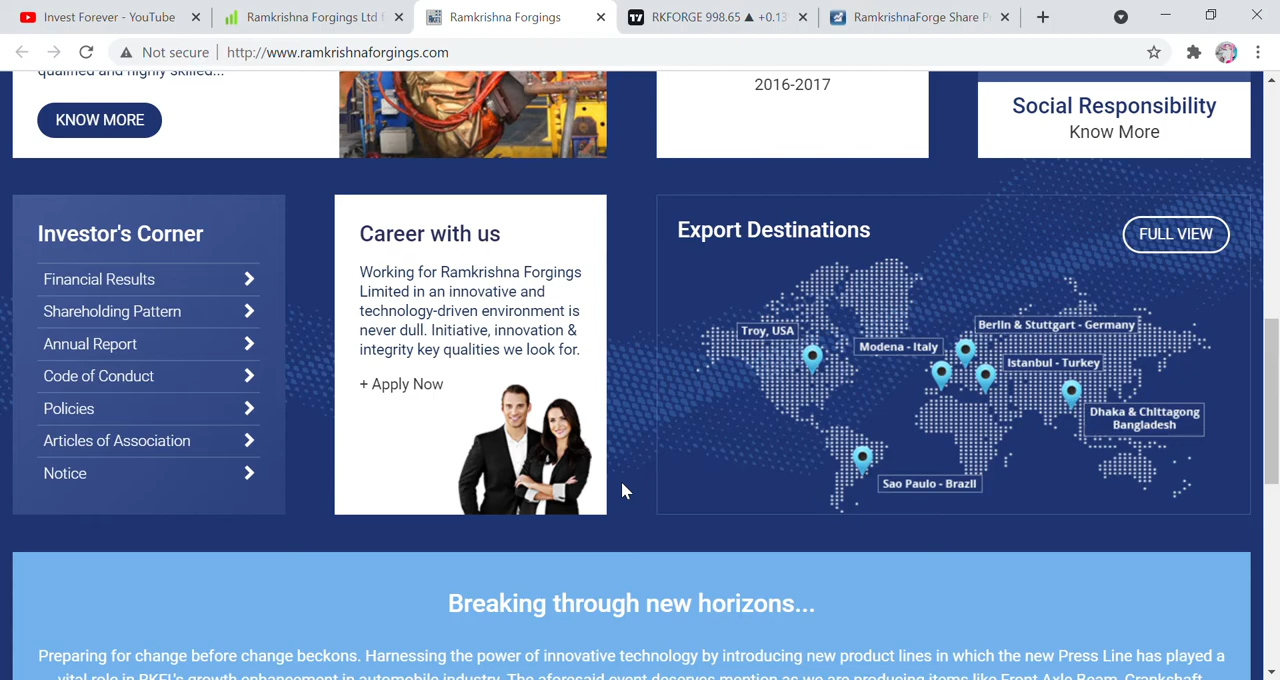 Invest Forever - YouTube
Ramkrishna Forgings Ltd
Ramkrishna Forgings
RKFORGE 998.65 ▲ +0.13
RamkrishnaForge Share P
Not secure
http://www.ramkrishnaforgings.com
qualified and highly skilled...
KNOW MORE
2016-2017
Social Responsibility
Know More
Investor's Corner
Financial Results
Shareholding Pattern
Annual Report
Code of Conduct
Policies
Articles of Association
Notice
Career with us
Working for Ramkrishna Forgings
Limited in an innovative and
technology-driven environment is
never dull. Initiative, innovation &
integrity key qualities we look for.
+ Apply Now
Export Destinations
FULL VIEW
Troy, USA
Berlin & Stuttgart - Germany
Modena - Italy
Istanbul - Turkey
Dhaka & Chittagong
Bangladesh
Sao Paulo - Brazil
Breaking through new horizons...
Preparing for change before change beckons. Harnessing the power of innovative technology by introducing new product lines in which the new Press Line has played a
vital role in RKFL's growth enhancement in automobile industry. The aforesaid event deserves mention as we are producing items like Front Axle Beam, Crankshaft,